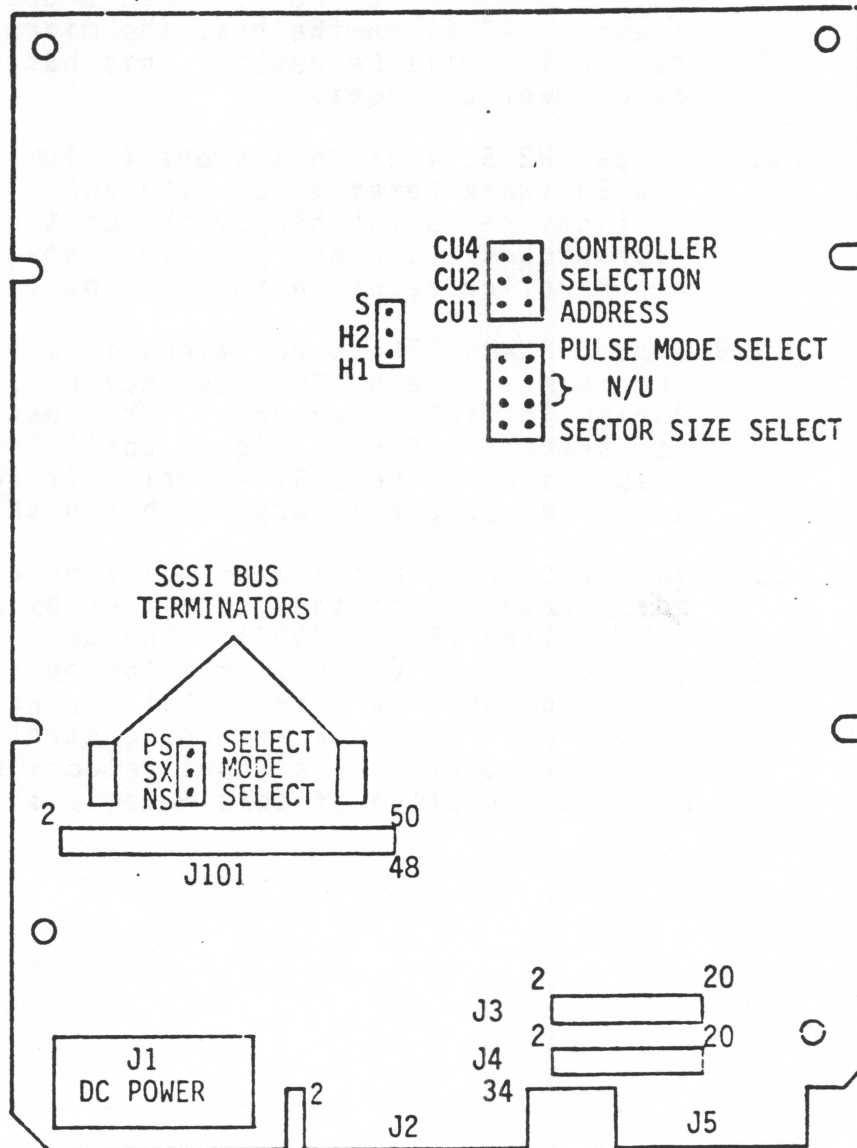 CU4 CONTROLLER
CU2 SELECTION
CU1 ADDRESS
S
H2
H1
PULSE MODE SELECT
N/U
SECTOR SIZE SELECT
SCSI BUS
TERMINATORS
PS SELECT
SX MODE
NS SELECT
2 50
J101 48
2 20
J3
2 20
J4
J1
DC POWER
2 34
J2 J5